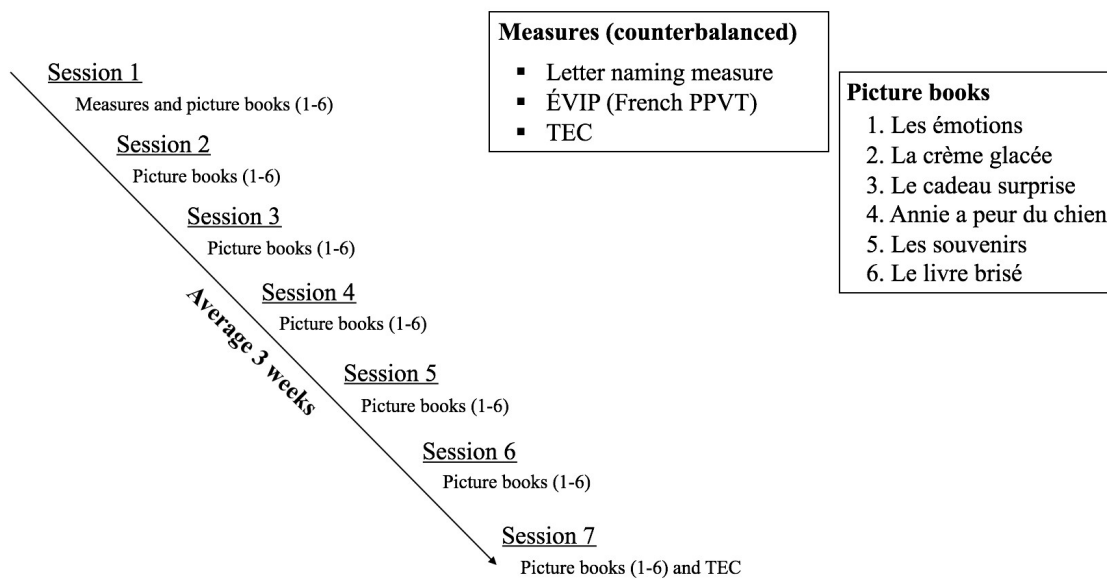 Session 1
Measures and picture books (1-6)
Session 2
Picture books (1-6)
Session 3
Picture books (1-6)
Session 4
Picture books (1-6)
Session 5
Picture books (1-6)
Session 6
Picture books (1-6)
Session 7
Picture books (1-6) and TEC
Average 3 weeks
Measures (counterbalanced)
▪ Letter naming measure
▪ ÉVIP (French PPVT)
▪ TEC
Picture books
1. Les émotions
2. La crème glacée
3. Le cadeau surprise
4. Annie a peur du chien
5. Les souvenirs
6. Le livre brisé